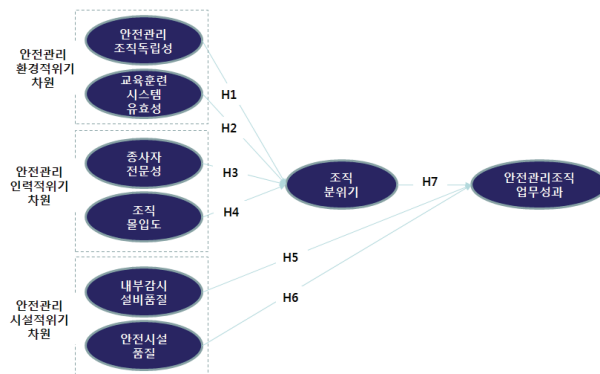 안전관리
환경적위기
차원
안전관리
조직독립성
교육훈련
시스템
유효성
안전관리
인력적위기
차원
종사자
전문성
조직
몰입도
안전관리
시설적위기
차원
내부감시
설비품질
안전시설
품질
H1
H2
H3
H4
H5
H6
조직
분위기
H7
안전관리조직
업무성과